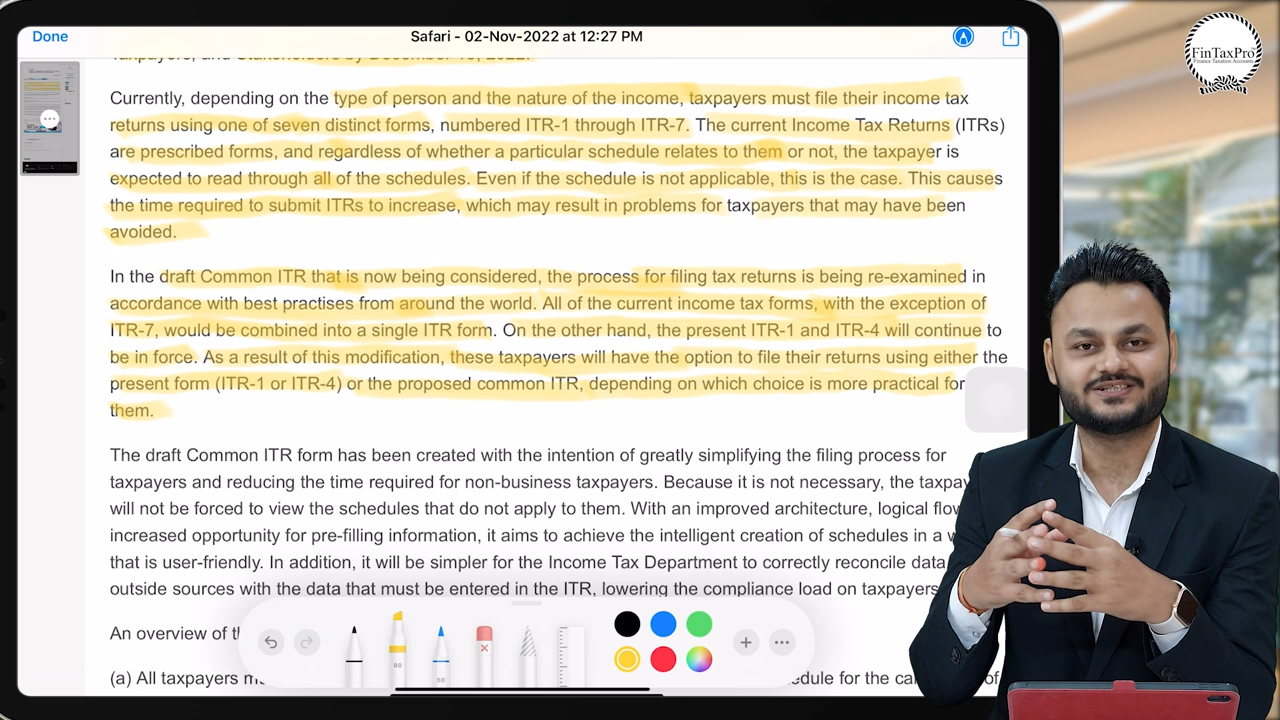 Done
Safari - 02-Nov-2022 at 12:27 PM
FinTaxPro
Finance Taxation Accounts
Taxpayers, and Stakeholders by December 15, 2022.
Currently, depending on the type of person and the nature of the income, taxpayers must file their income tax
returns using one of seven distinct forms, numbered ITR-1 through ITR-7. The current Income Tax Returns (ITRs)
are prescribed forms, and regardless of whether a particular schedule relates to them or not, the taxpayer is
expected to read through all of the schedules. Even if the schedule is not applicable, this is the case. This causes
the time required to submit ITRs to increase, which may result in problems for taxpayers that may have been
avoided.
In the draft Common ITR that is now being considered, the process for filing tax returns is being re-examined in
accordance with best practises from around the world. All of the current income tax forms, with the exception of
ITR-7, would be combined into a single ITR form. On the other hand, the present ITR-1 and ITR-4 will continue to
be in force. As a result of this modification, these taxpayers will have the option to file their returns using either the
present form (ITR-1 or ITR-4) or the proposed common ITR, depending on which choice is more practical for
them.
The draft Common ITR form has been created with the intention of greatly simplifying the filing process for
taxpayers and reducing the time required for non-business taxpayers. Because it is not necessary, the
will not be forced to view the schedules that do not apply to them. With an improved architecture, logical
increased opportunity for pre-filling information, it aims to achieve the intelligent creation of schedules in a
that is user-friendly. In addition, it will be simpler for the Income Tax Department to correctly reconcile data
outside sources with the data that must be entered in the ITR, lowering the compliance load on taxpayers
An overview of
80
50
(a) All taxpayers
for the of